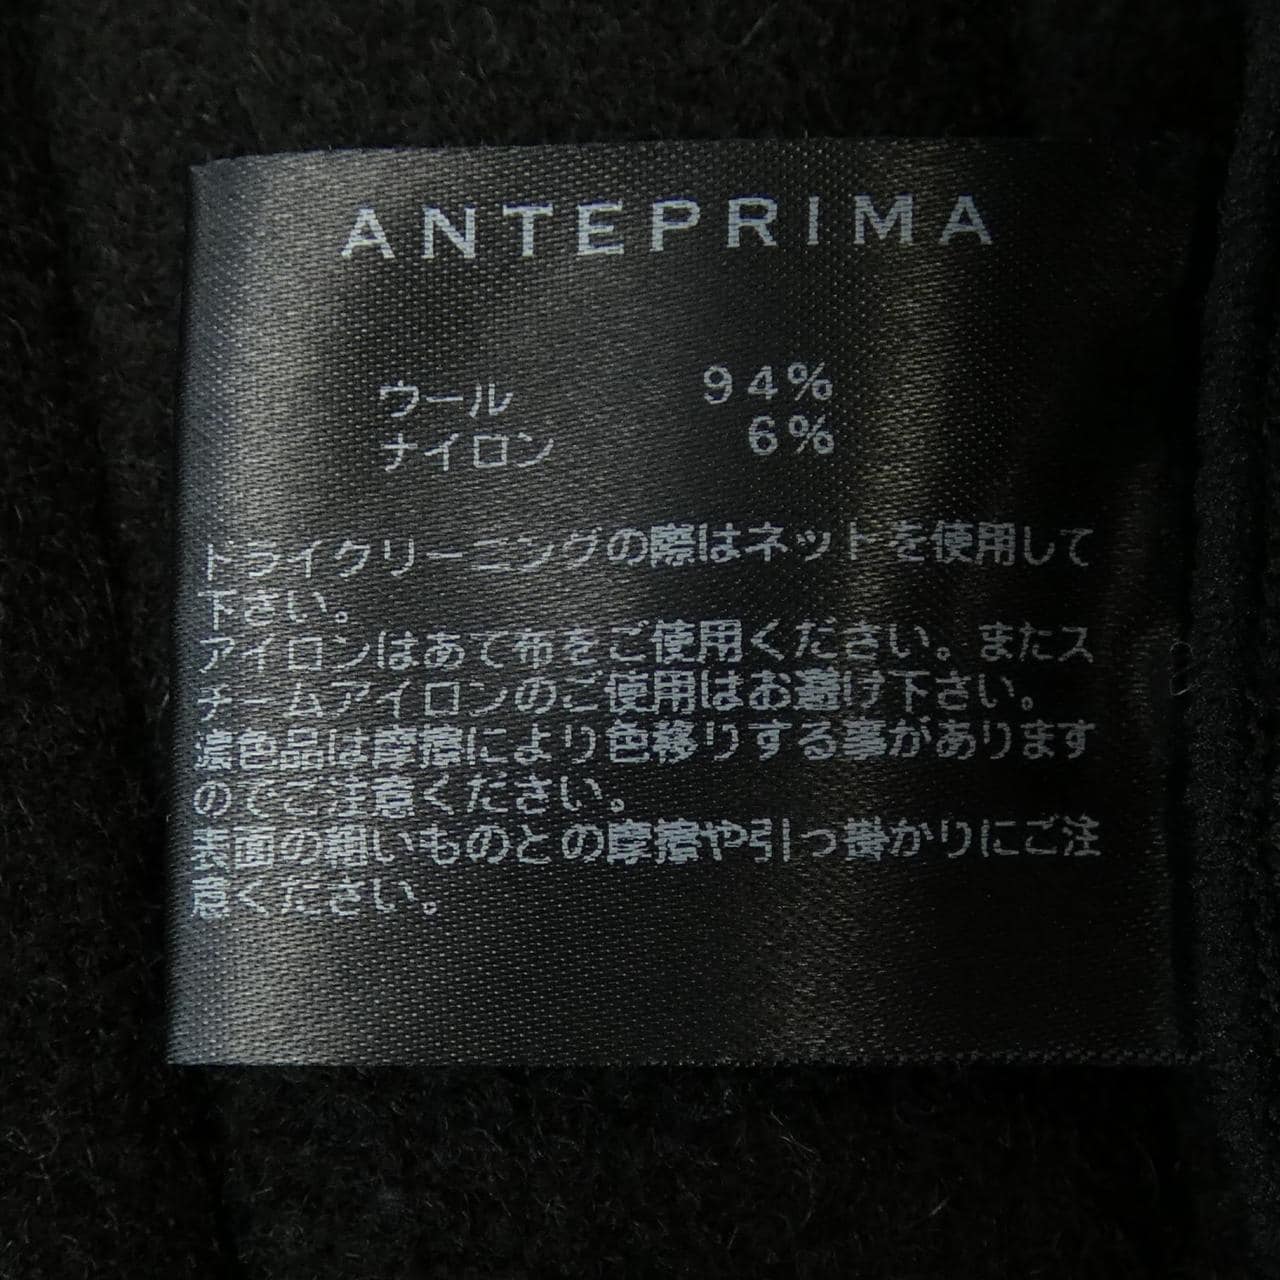 ANTEPRIMA
ウール 94%
ナイロン 6%
ドライクリーニングの際はネットを使用して
下さい。
アイロンはあて布をご使用ください。またス
チームアイロンのご使用はお避け下さい。
濃色品は摩擦により色移りする事があります
のでご注意ください。
表面の粗いものとの摩擦や引っ掛かりにご注
意ください。